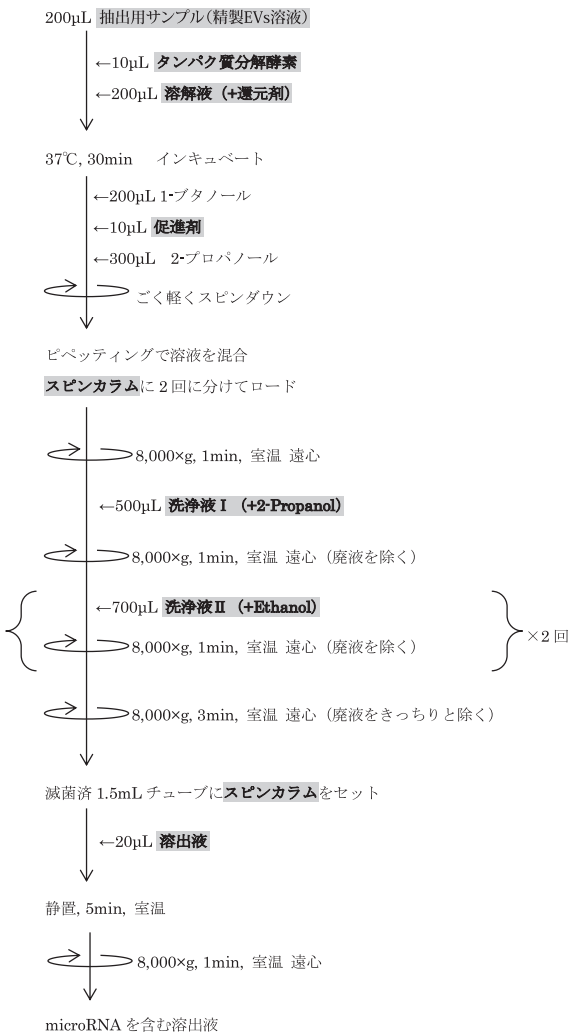 200µL 抽出用サンプル（精製EVs溶液）
←10µL タンパク質分解酵素
←200µL 溶解液（+還元剤）
37℃, 30min　インキュベート
←200µL 1-ブタノール
←10µL 促進剤
←300µL　2-プロパノール
ごく軽くスピンダウン
ピペッティングで溶液を混合
スピンカラムに 2 回に分けてロード
8,000×g, 1min, 室温 遠心
←500µL 洗浄液Ⅰ（+2-Propanol）
8,000×g, 1min, 室温 遠心（廃液を除く）
←700µL 洗浄液Ⅱ（+Ethanol）
×2 回
8,000×g, 1min, 室温 遠心（廃液を除く）
8,000×g, 3min, 室温 遠心（廃液をきっちりと除く）
滅菌済 1.5mL チューブにスピンカラムをセット
←20µL 溶出液
静置, 5min, 室温
8,000×g, 1min, 室温 遠心
microRNA を含む溶出液